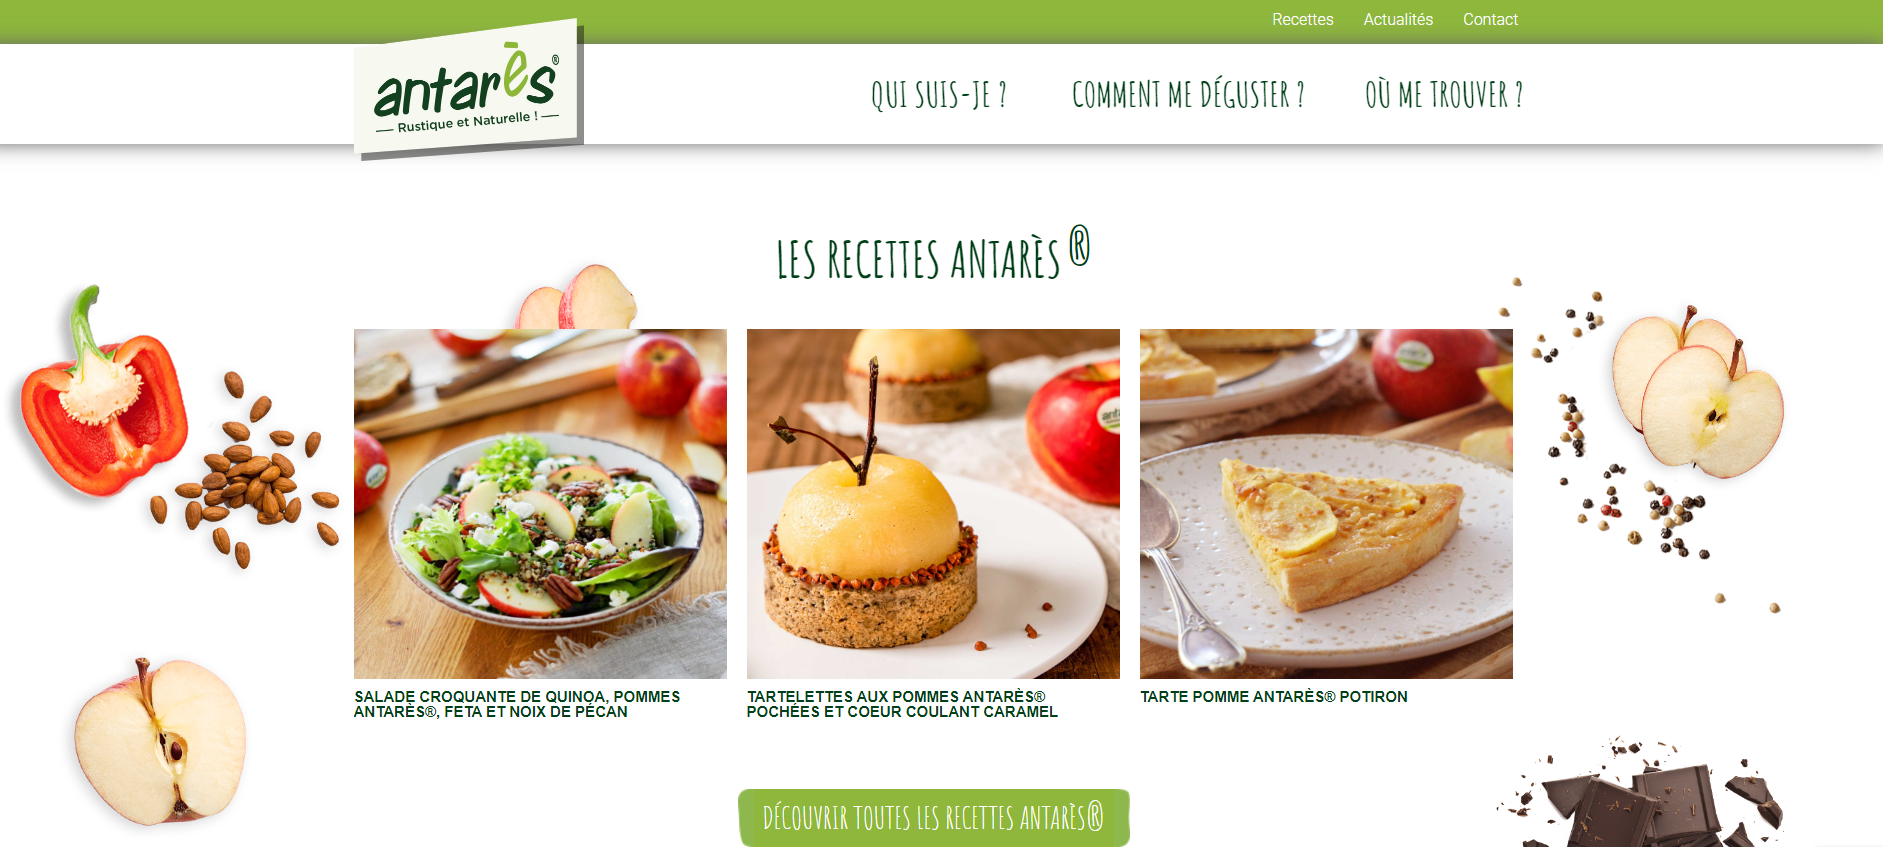 Recettes Actualités Contact
antarès®
Rustique et Naturelle !
QUI SUIS-JE ? COMMENT ME DÉGUSTER ? OÙ ME TROUVER ?
LES RECETTES ANTARÈS ®
SALADE CROQUANTE DE QUINOA, POMMES
ANTARÈS®, FETA ET NOIX DE PÉCAN
TARTELETTES AUX POMMES ANTARÈS®
POCHÉES ET COEUR COULANT CARAMEL
TARTE POMME ANTARÈS® POTIRON
DÉCOUVRIR TOUTES LES RECETTES ANTARÈS®